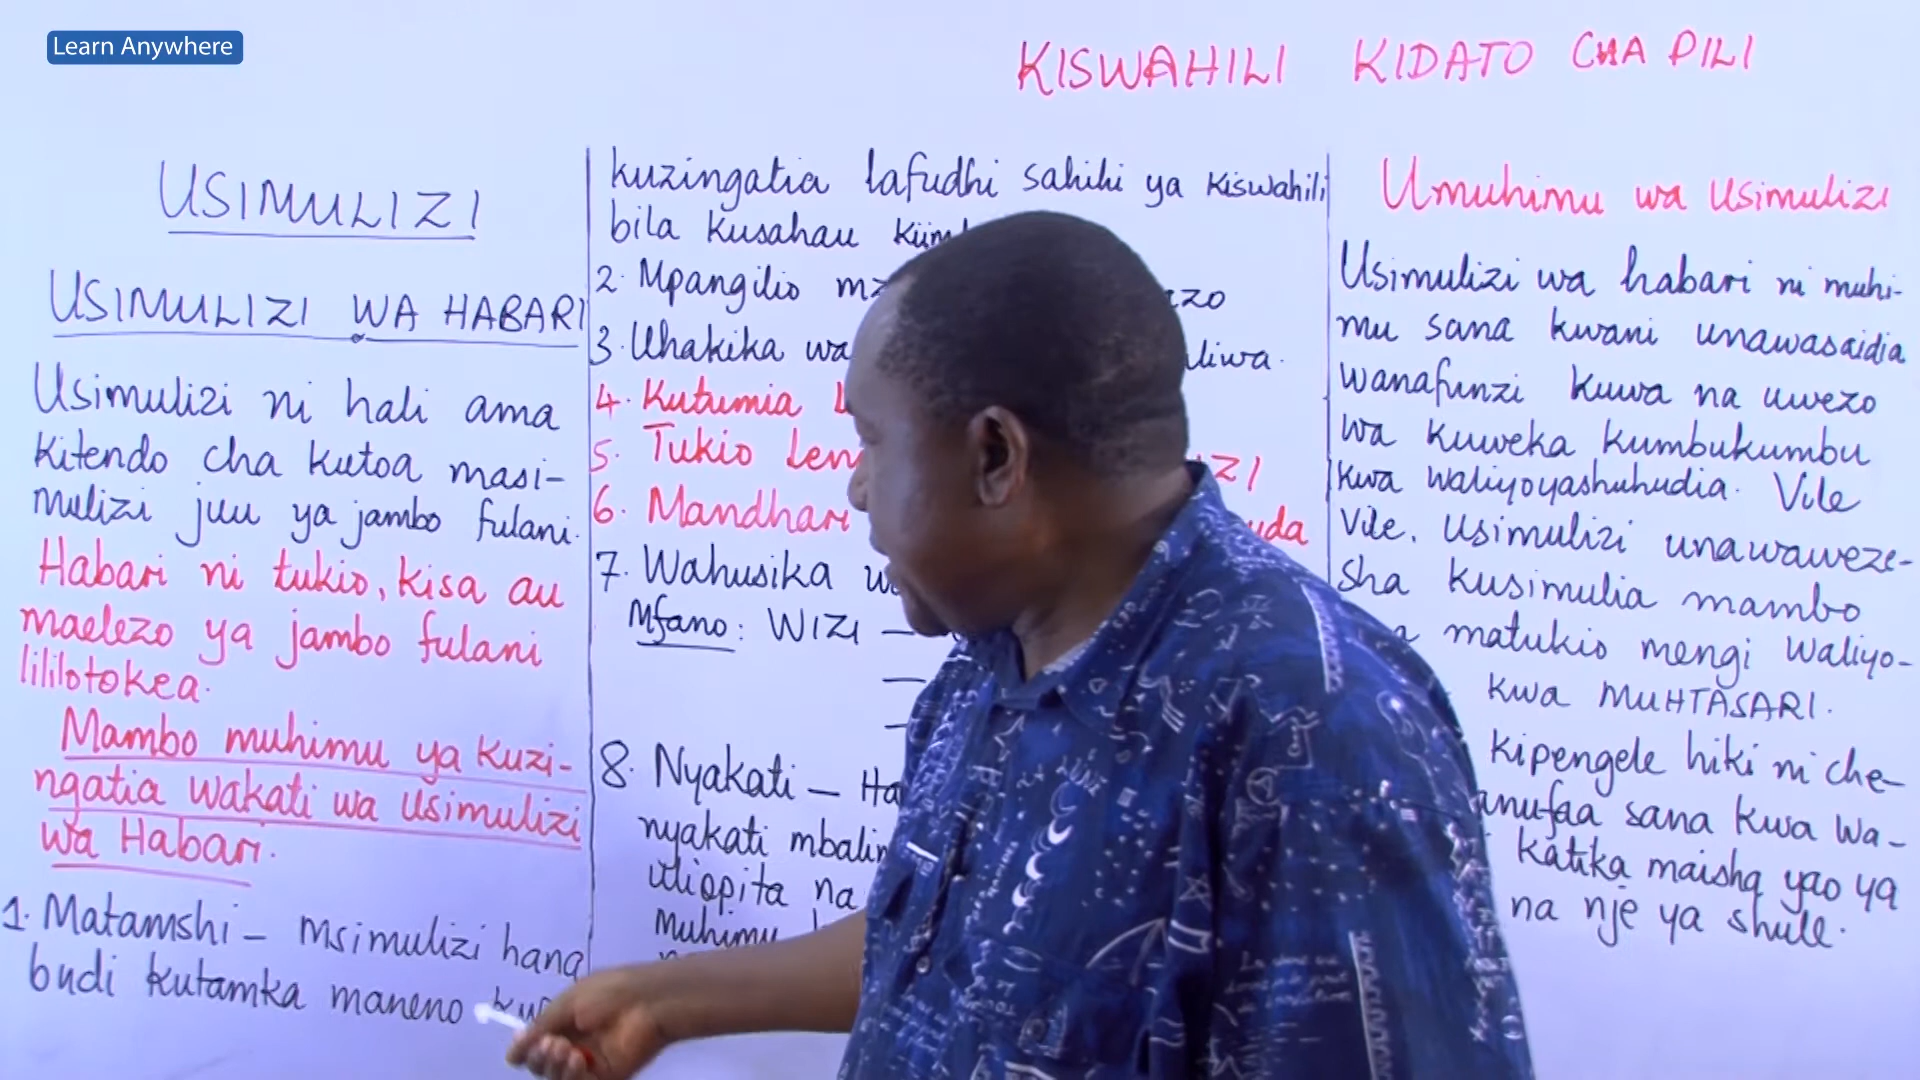 Learn Anywhere
KISWAHILI KIDATO CHA PILI
USIMULIZI
USIMULIZI WA HABARI
Usimulizi ni hali ama
kitendo cha kutoa masi-
mulizi juu ya jambo fulani.
Habari ni tukio, kisa au
maelezo ya jambo fulani
lililotokea.
Mambo muhimu ya kuzi-
ngatia wakati wa usimulizi
wa Habari.
1. Matamshi - Msimulizi hana
budi kutamka maneno
kuzingatia lafudhi sahihi ya Kiswahili
bila kusahau
2. Mpangilio
3. Uhakika wa
4. Kutumia
5. Tukio
6. Mandhari
7. Wahusika
Mfano: WIZI -
8. Nyakati -
nyakati
uliopita na
Muhimu
Umuhimu wa Usimulizi
Usimulizi wa habari ni muhi-
mu sana kwani unawasaidia
wanafunzi kuwa na uwezo
wa kuweka kumbukumbu
kwa waliyoyashuhudia. Vile
Vile, Usimulizi unawaweze-
sha kusimulia mambo
matukio mengi waliyo-
kwa MUHTASARI.
kipengele hiki ni che-
sana kwa wa-
katika maisha yao ya
na nje ya shule.